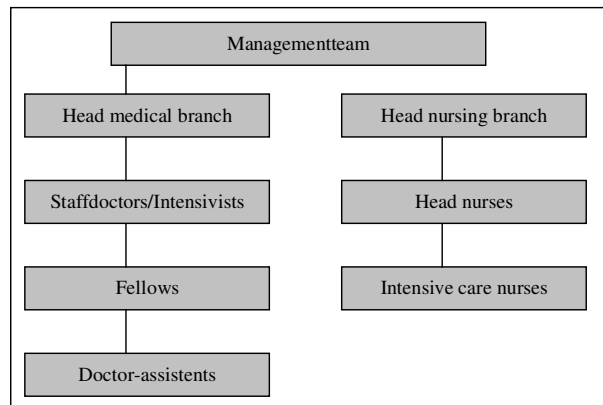 Managementteam
Head medical branch
Head nursing branch
Staffdoctors/Intensivists
Head nurses
Fellows
Intensive care nurses
Doctor-assistents